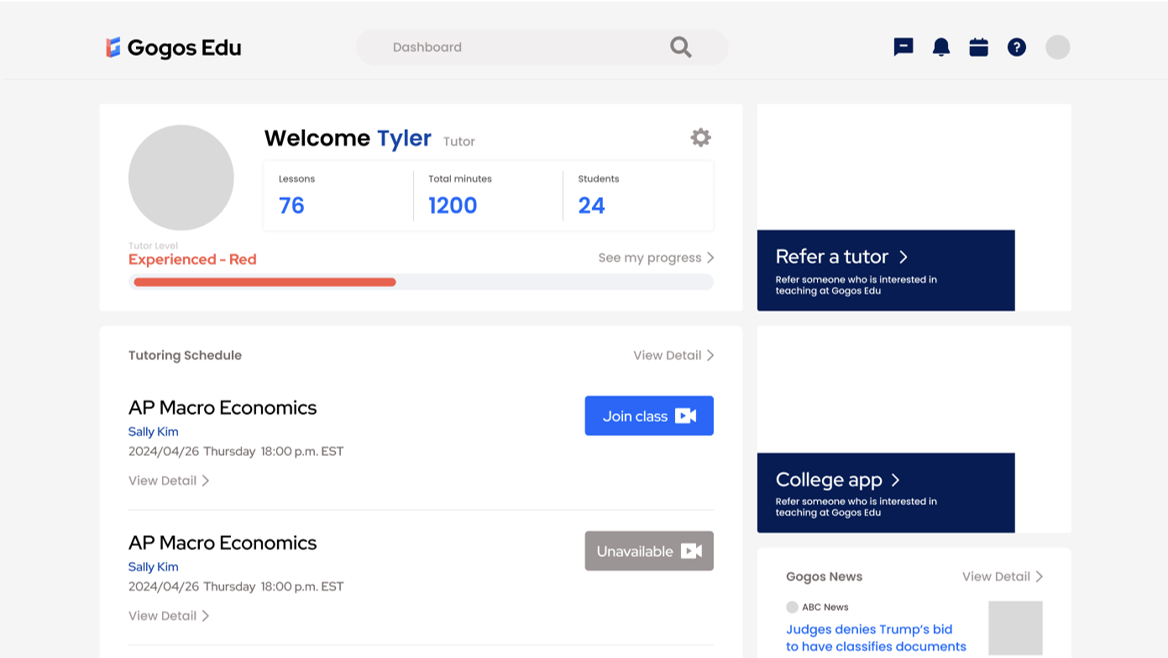 Gogos Edu
Dashboard
Welcome Tyler Tutor
Lessons
76
Total minutes
1200
Students
24
Tutor Level
Experienced - Red
See my progress
Refer a tutor
Refer someone who is interested in
teaching at Gogos Edu
Tutoring Schedule
View Detail
AP Macro Economics
Sally Kim
2024/04/26 Thursday 18:00 p.m. EST
View Detail
Join class
AP Macro Economics
Sally Kim
2024/04/26 Thursday 18:00 p.m. EST
View Detail
Unavailable
College app
Refer someone who is interested in
teaching at Gogos Edu
Gogos News
View Detail
ABC News
Judges denies Trump's bid
to have classifies documents